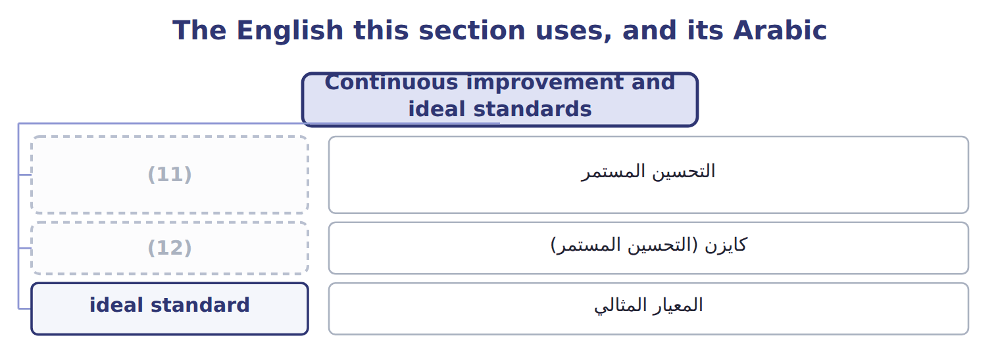 The English this section uses, and its Arabic
Continuous improvement and
ideal standards
(11)
التحسين المستمر
(12)
كايزن (التحسين المستمر)
ideal standard
المعيار المثالي